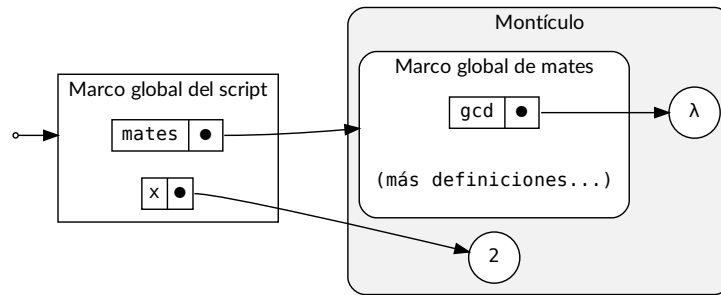 Montículo
Marco global del script
mates
x
Marco global de mates
gcd
(más definiciones...)
λ
2